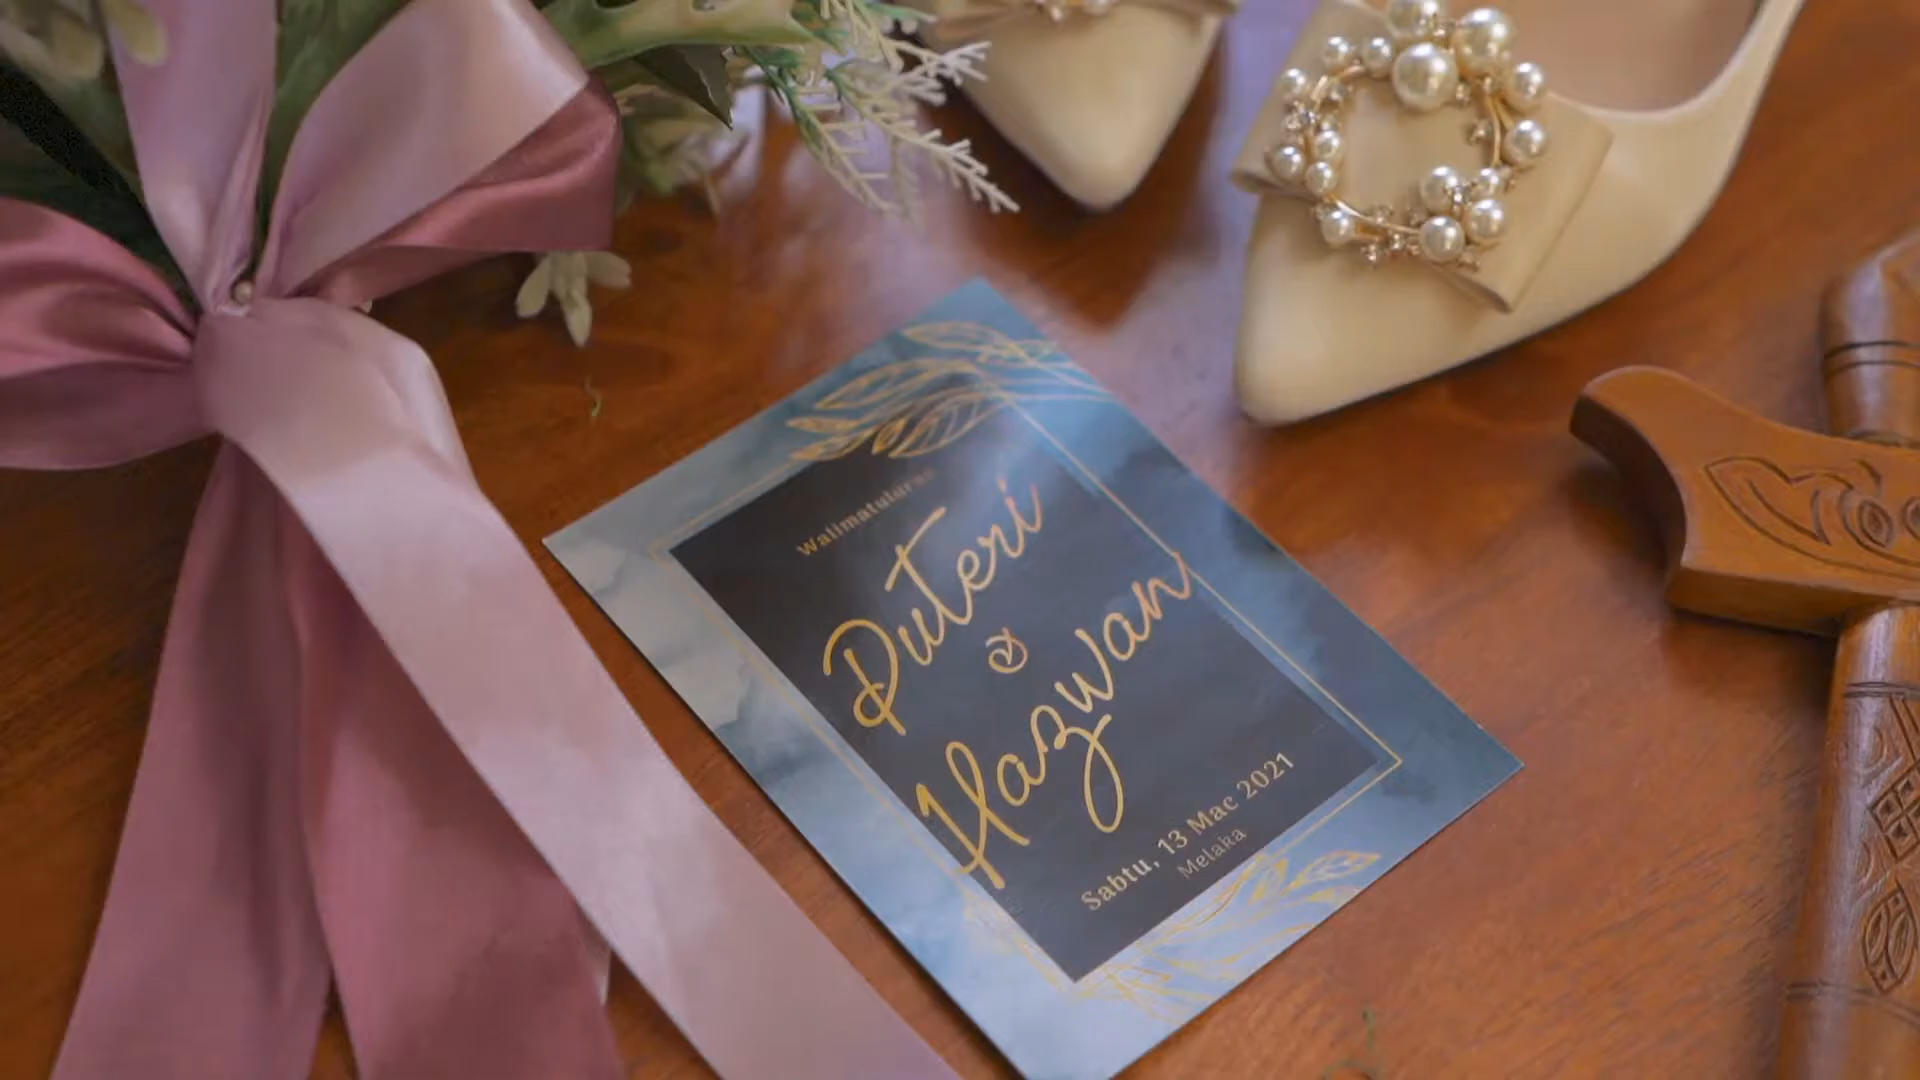 Walimatulurus
Puteri
&
Hazwan
Sabtu, 13 Mac 2021
Melaka